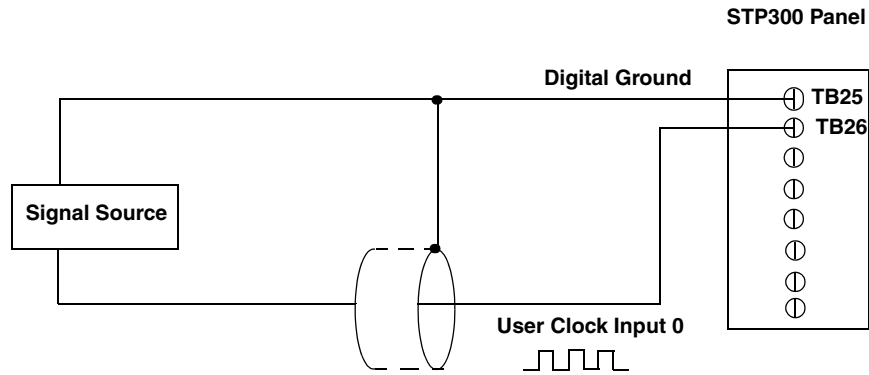 STP300 Panel
Digital Ground
TB25
TB26
Signal Source
User Clock Input 0